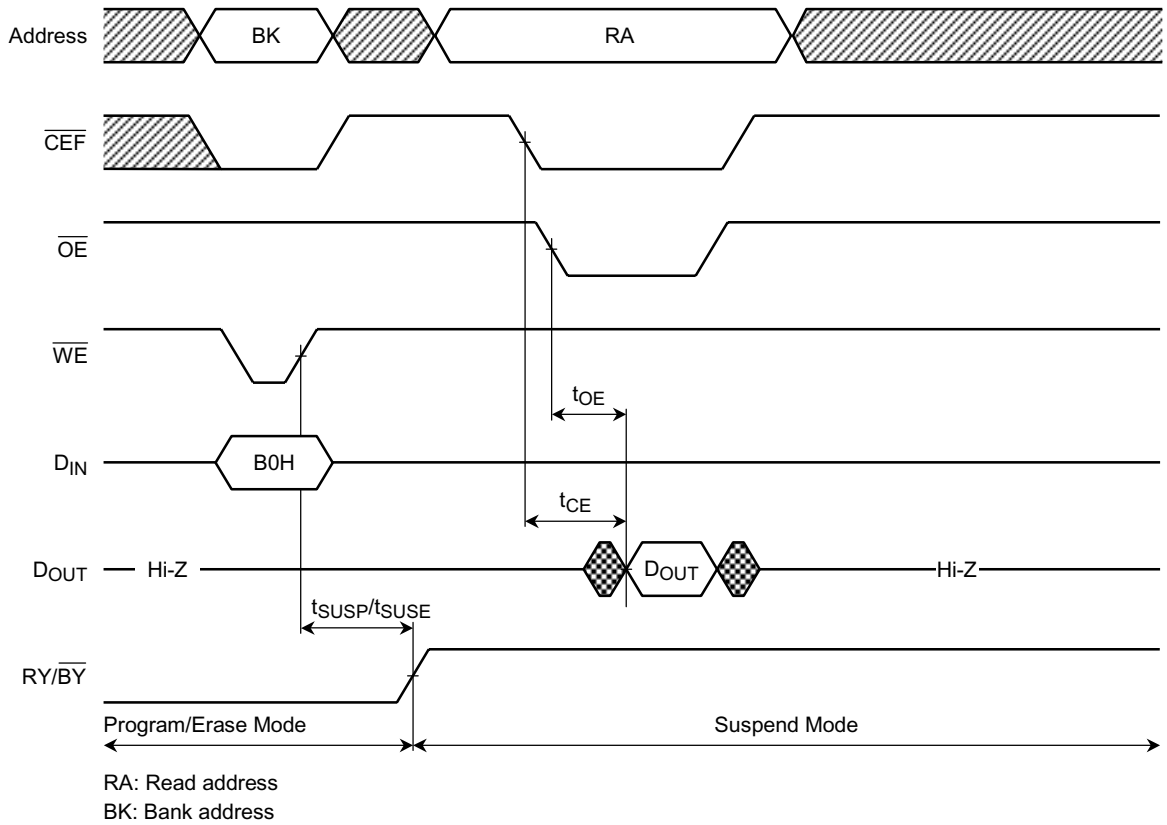 Address BK RA
CEF
OE
WE
tOE
DIN B0H
tCE
DOUT Hi-Z DOUT Hi-Z
tSUSP/tSUSE
RY/BY
Program/Erase Mode Suspend Mode
RA: Read address
BK: Bank address